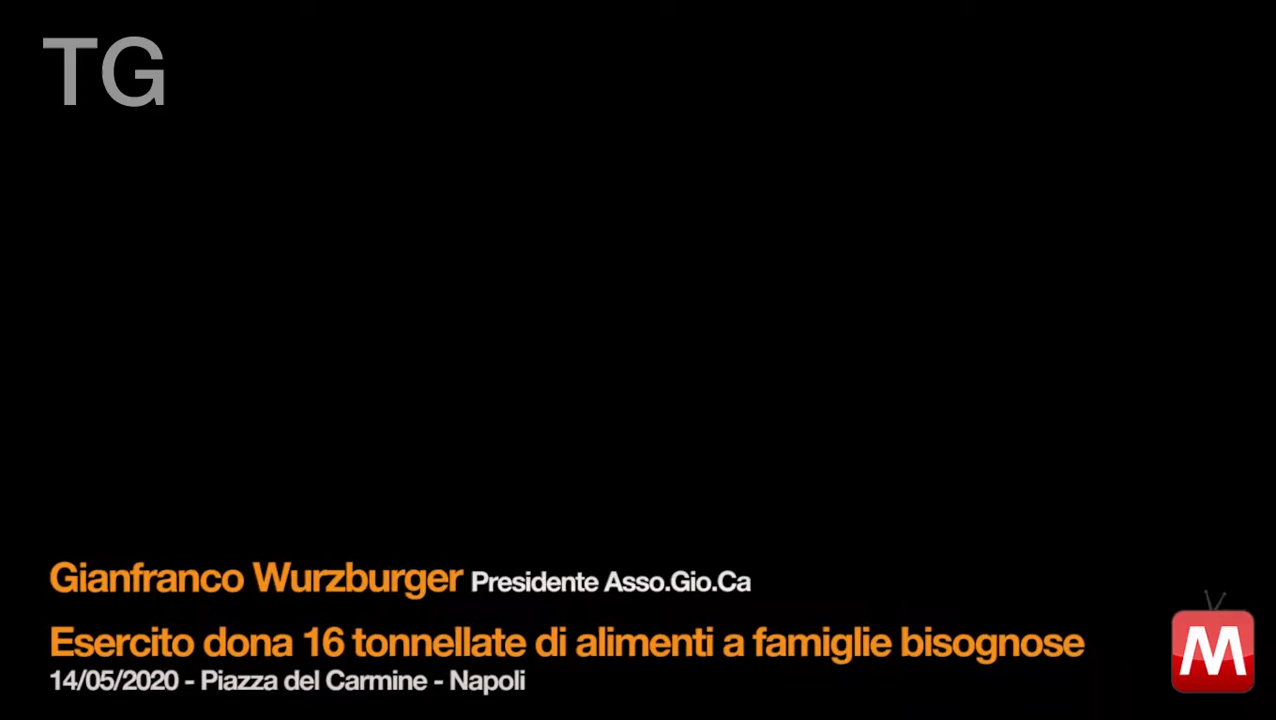 TG
Gianfranco Wurzburger Presidente Asso.Gio.Ca
Esercito dona 16 tonnellate di alimenti a famiglie bisognose
14/05/2020 - Piazza del Carmine - Napoli
M